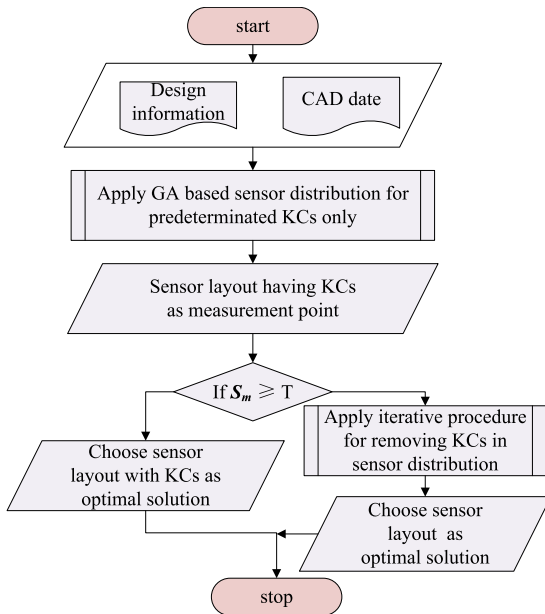 start
Design
information
CAD date
Apply GA based sensor distribution for
predeterminated KCs only
Sensor layout having KCs
as measurement point
If Sₘ ≥ T
Choose sensor
layout with KCs as
optimal solution
Apply iterative procedure
for removing KCs in
sensor distribution
Choose sensor
layout as
optimal solution
stop